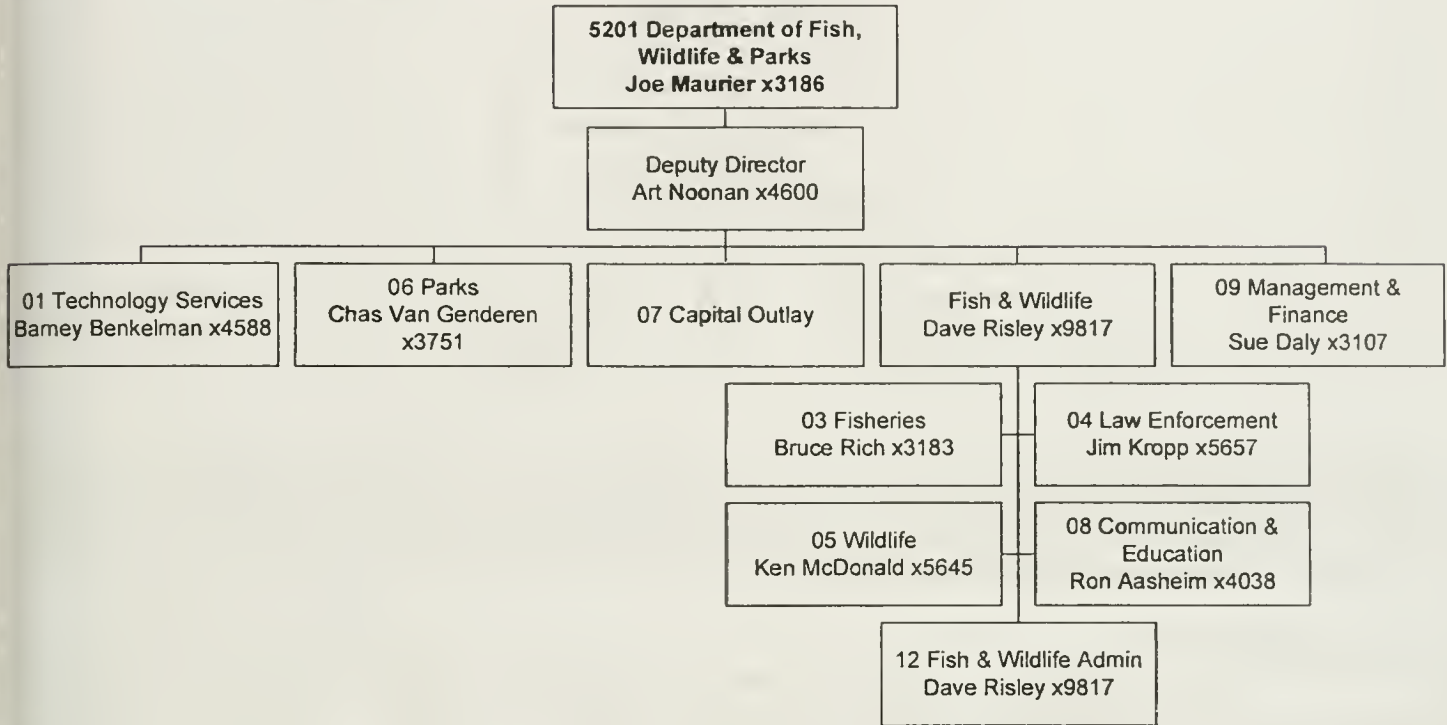 5201 Department of Fish,
Wildlife & Parks
Joe Maurier x3186
Deputy Director
Art Noonan x4600
01 Technology Services
Barney Benkelman x4588
06 Parks
Chas Van Genderen
x3751
07 Capital Outlay
Fish & Wildlife
Dave Risley x9817
09 Management &
Finance
Sue Daly x3107
03 Fisheries
Bruce Rich x3183
04 Law Enforcement
Jim Kropp x5657
05 Wildlife
Ken McDonald x5645
08 Communication &
Education
Ron Aasheim x4038
12 Fish & Wildlife Admin
Dave Risley x9817